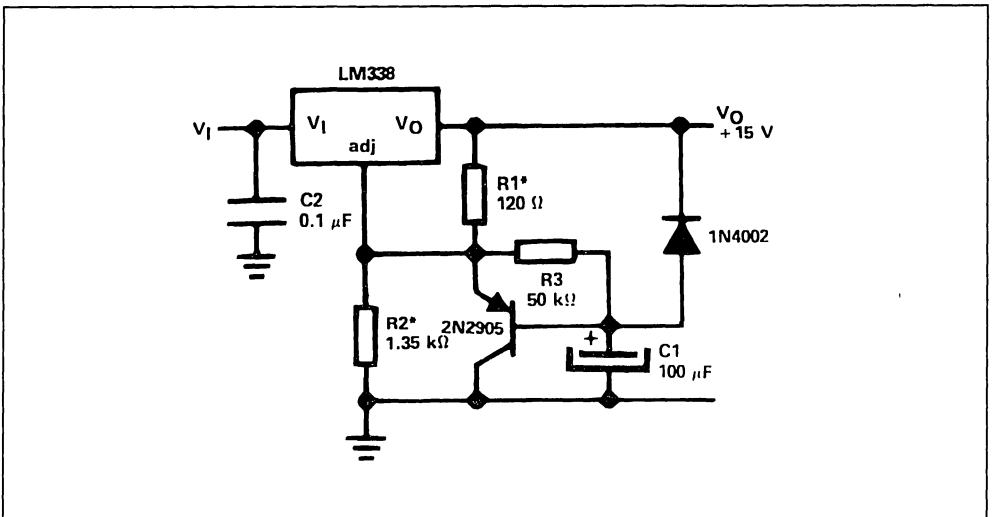 LM338
VI
VI
VO
adj
VO
+ 15 V
C2
0.1 μF
R1*
120 Ω
1N4002
R3
50 kΩ
R2*
1.35 kΩ
2N2905
+
C1
100 μF